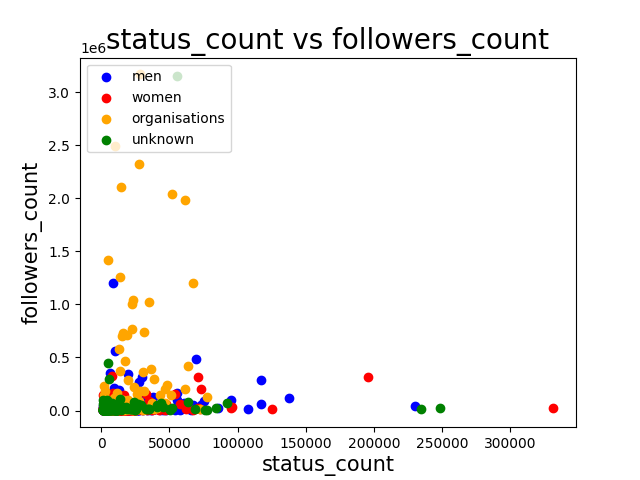 status_count vs followers_count
1e6
men
women
organisations
unknown
3.0
2.5
2.0
1.5
1.0
0.5
0.0
followers_count
0 50000 100000 150000 200000 250000 300000
status_count